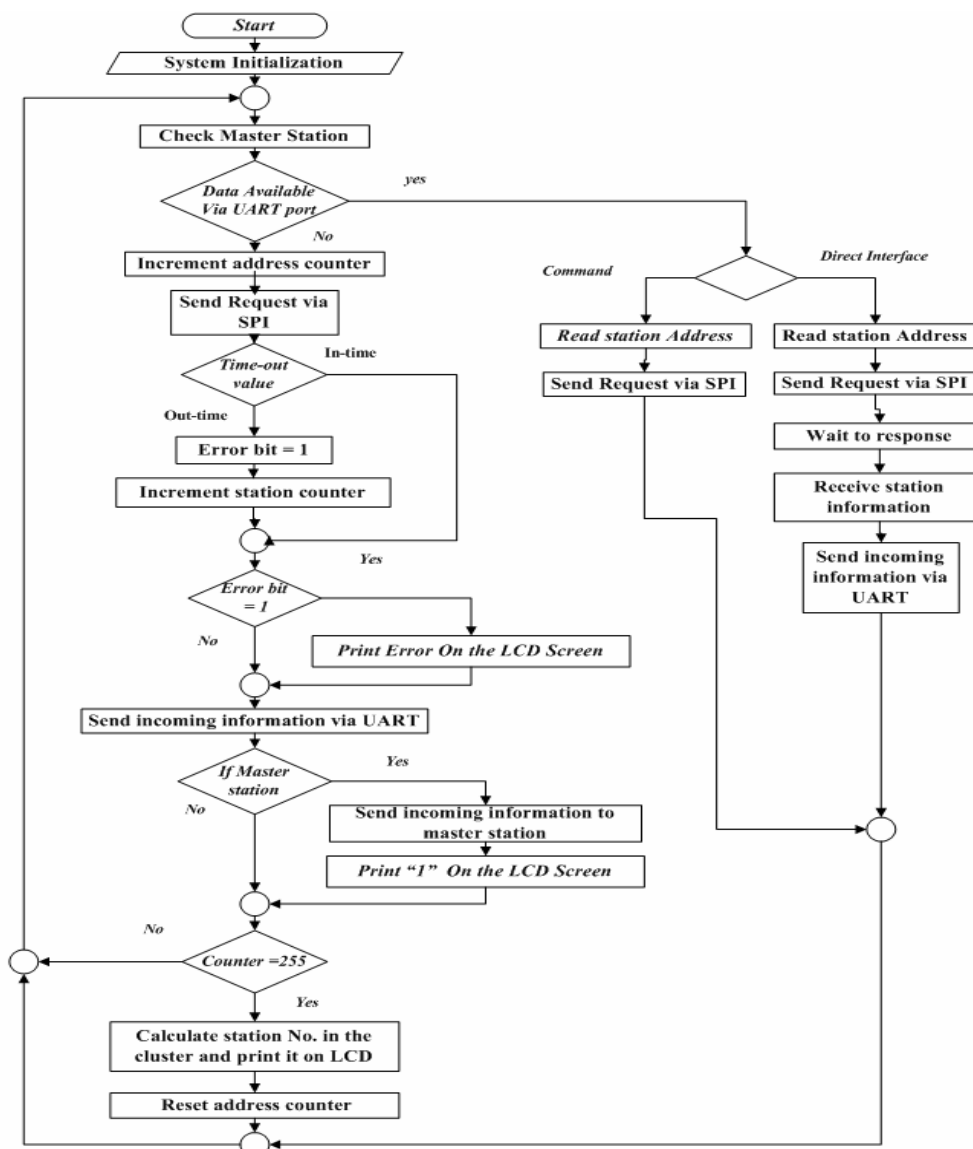 Start
System Initialization
Check Master Station
Data Available
Via UART port
yes
No
Increment address counter
Send Request via
SPI
Time-out
value
In-time
Out-time
Error bit = 1
Increment station counter
Yes
Error bit
= 1
No
Print Error On the LCD Screen
Send incoming information via UART
If Master
station
Yes
No
Send incoming information to
master station
Print “1” On the LCD Screen
No
Counter =255
Yes
Calculate station No. in the
cluster and print it on LCD
Reset address counter
Command
Direct Interface
Read station Address
Send Request via SPI
Read station Address
Send Request via SPI
Wait to response
Receive station
information
Send incoming
information via
UART